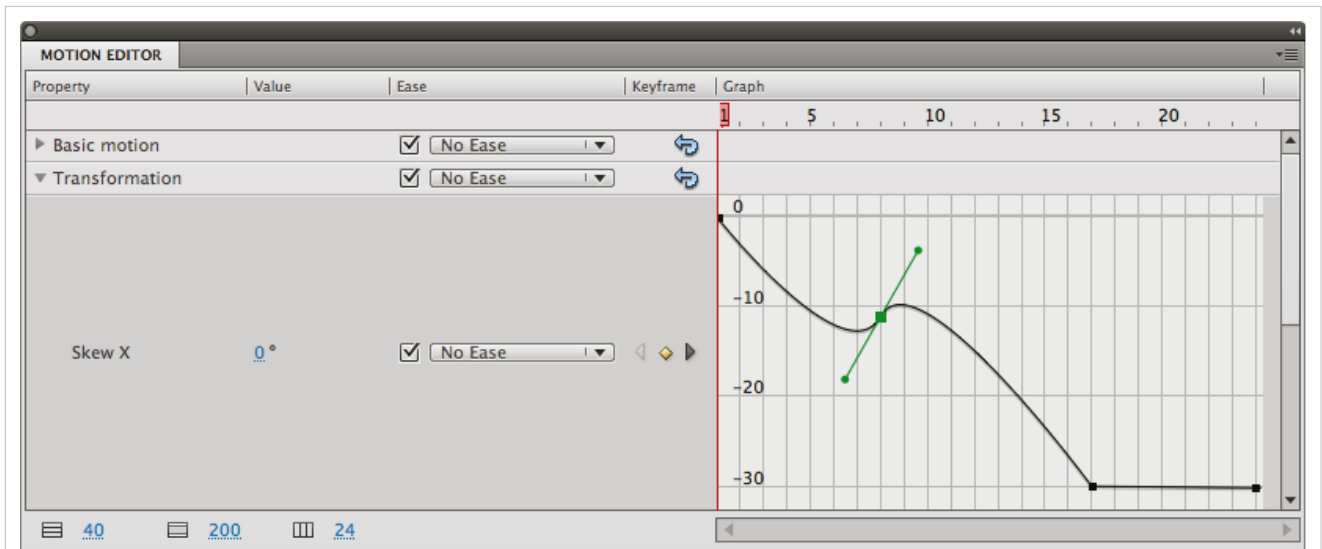 MOTION EDITOR
Property Value Ease Keyframe Graph
1 5 10 15 20
Basic motion No Ease
Transformation No Ease
0
-10
Skew X 0 ° No Ease
-20
-30
40 200 24